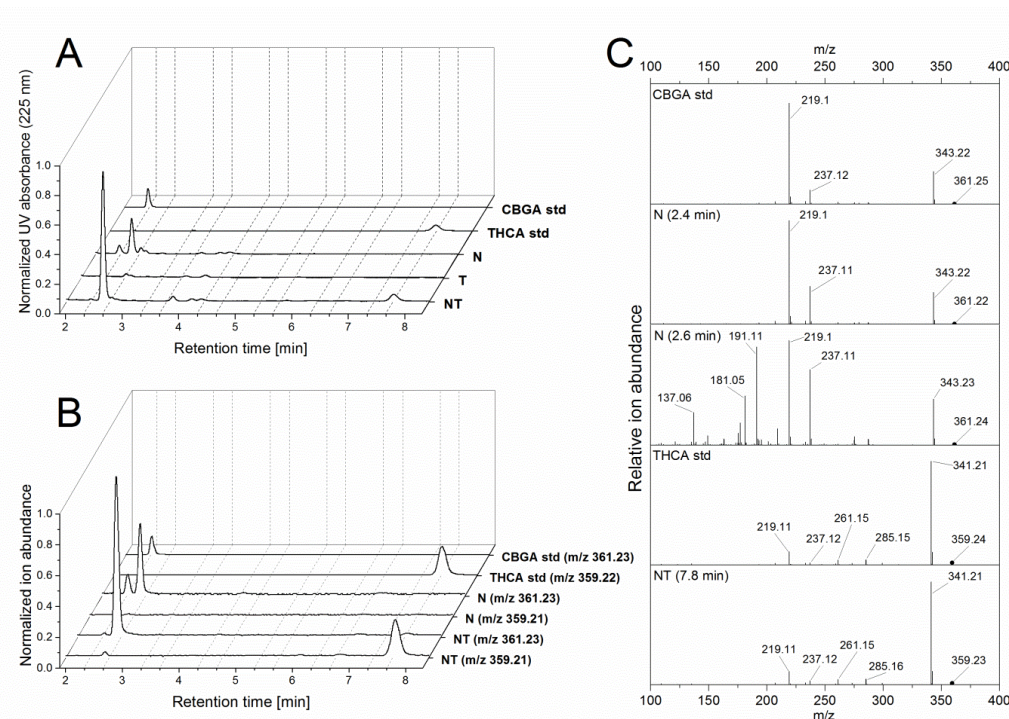 A
Normalized UV absorbance (225 nm)
1.0
0.8
0.6
0.4
0.2
0.0
2
3
4
5
6
7
8
Retention time [min]
CBGA std
THCA std
N
T
NT
B
Normalized ion abundance
1.0
0.8
0.6
0.4
0.2
0.0
2
3
4
5
6
7
8
Retention time [min]
CBGA std (m/z 361.23)
THCA std (m/z 359.22)
N (m/z 361.23)
N (m/z 359.21)
NT (m/z 361.23)
NT (m/z 359.21)
C
m/z
100 150 200 250 300 350 400
Relative ion abundance
CBGA std
219.1
237.12
343.22
361.25
N (2.4 min)
219.1
237.11
343.22
361.22
N (2.6 min)
191.11
219.1
237.11
181.05
137.06
343.23
361.24
THCA std
341.21
219.11
237.12
261.15
285.15
359.24
NT (7.8 min)
341.21
219.11
237.12
261.15
285.16
359.23
100 150 200 250 300 350 400
m/z